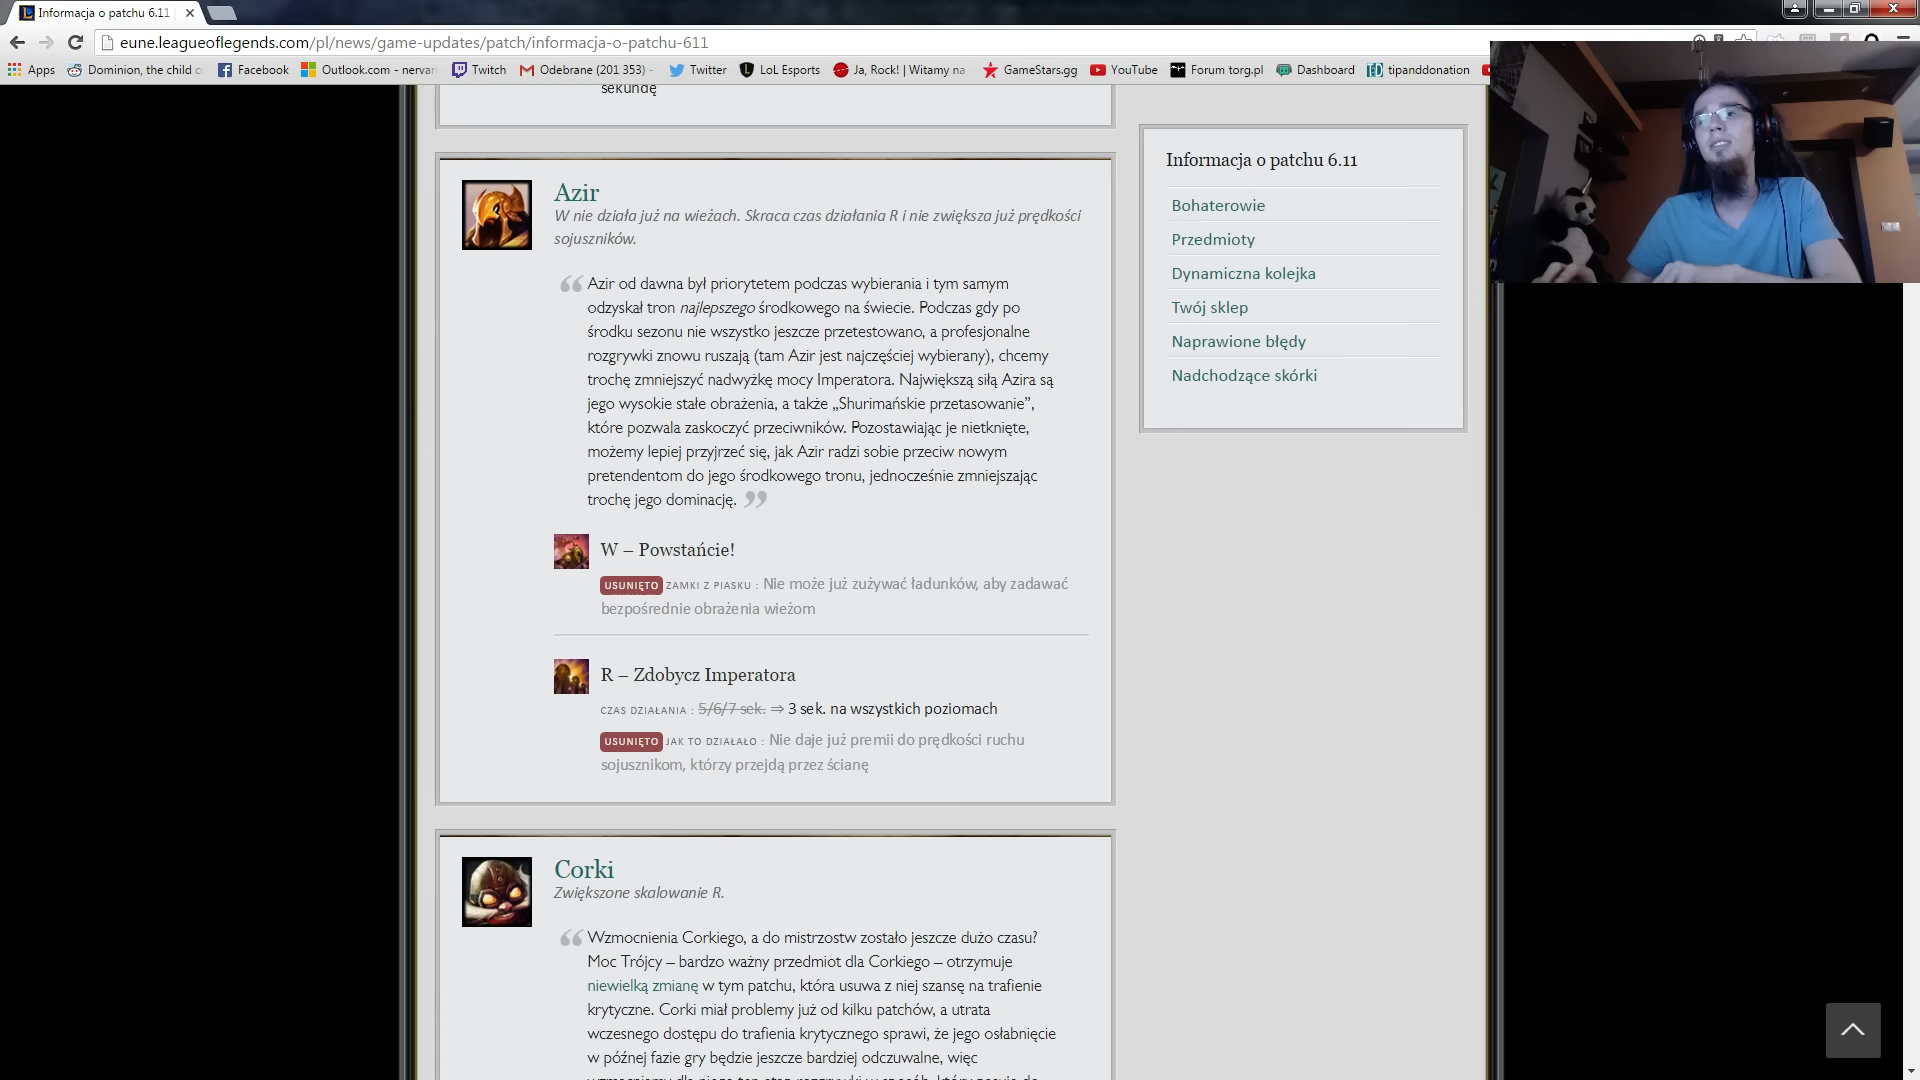 Informacja o patchu 6.11
eune.leagueoflegends.com/pl/news/game-updates/patch/informacja-o-patchu-611
Apps
Dominion, the child o
Facebook
Outlook.com - nervar
Twitch
Odebrane (201 353) -
Twitter
LoL Esports
Ja, Rock! | Witamy na
GameStars.gg
YouTube
Forum torg.pl
Dashboard
tipanddonation
sekundę
Azir
W nie działa już na wieżach. Skraca czas działania R i nie zwiększa już prędkości
sojuszników.
“ Azir od dawna był priorytetem podczas wybierania i tym samym
odzyskał tron najlepszego środkowego na świecie. Podczas gdy po
środku sezonu nie wszystko jeszcze przetestowano, a profesjonalne
rozgrywki znowu ruszają (tam Azir jest najczęściej wybierany), chcemy
trochę zmniejszyć nadwyżkę mocy Imperatora. Największą siłą Azira są
jego wysokie stałe obrażenia, a także „Shurimańskie przetasowanie”,
które pozwala zaskoczyć przeciwników. Pozostawiając je nietknięte,
możemy lepiej przyjrzeć się, jak Azir radzi sobie przeciw nowym
pretendentom do jego środkowego tronu, jednocześnie zmniejszając
trochę jego dominację. ”
W – Powstańcie!
USUNIĘTO ZAMKI Z PIASKU : Nie może już zużywać ładunków, aby zadawać
bezpośrednie obrażenia wieżom
R – Zdobycz Imperatora
CZAS DZIAŁANIA : 5/6/7 sek. ⇒ 3 sek. na wszystkich poziomach
USUNIĘTO JAK TO DZIAŁAŁO : Nie daje już premii do prędkości ruchu
sojusznikom, którzy przejdą przez ścianę
Corki
Zwiększone skalowanie R.
“ Wzmocnienia Corkiego, a do mistrzostw zostało jeszcze dużo czasu?
Moc Trójcy – bardzo ważny przedmiot dla Corkiego – otrzymuje
niewielką zmianę w tym patchu, która usuwa z niej szansę na trafienie
krytyczne. Corki miał problemy już od kilku patchów, a utrata
wczesnego dostępu do trafienia krytycznego sprawi, że jego osłabnięcie
w późnej fazie gry będzie jeszcze bardziej odczuwalne, więc
Informacja o patchu 6.11
Bohaterowie
Przedmioty
Dynamiczna kolejka
Twój sklep
Naprawione błędy
Nadchodzące skórki